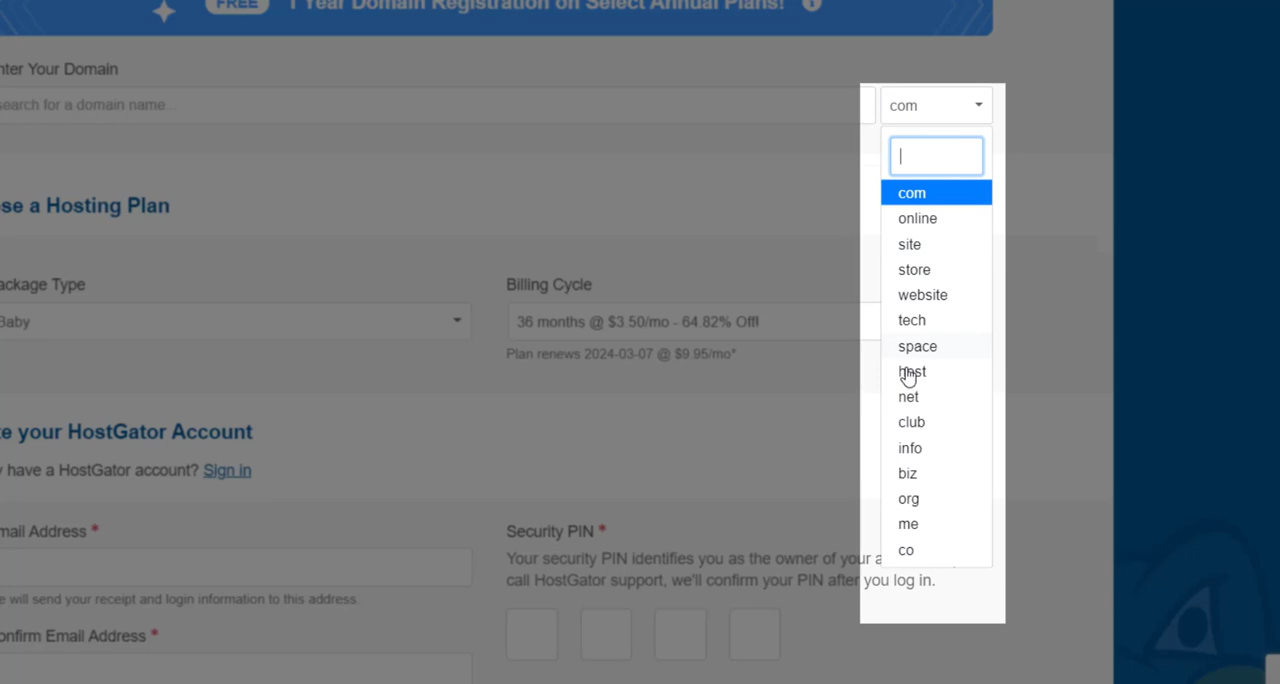 FREE 1 Year Domain Registration on Select Annual Plans!
nter Your Domain
search for a domain name
com
com
online
site
store
website
tech
space
host
net
club
info
biz
org
me
co
se a Hosting Plan
ackage Type
Baby
Billing Cycle
36 months @ $3.50/mo - 64.82% Off!
Plan renews 2024-03-07 @ $9.95/mo*
e your HostGator Account
y have a HostGator account? Sign in
mail Address *
e will send your receipt and login information to this address.
onfirm Email Address *
Security PIN *
Your security PIN identifies you as the owner of your
call HostGator support, we'll confirm your PIN after you log in.